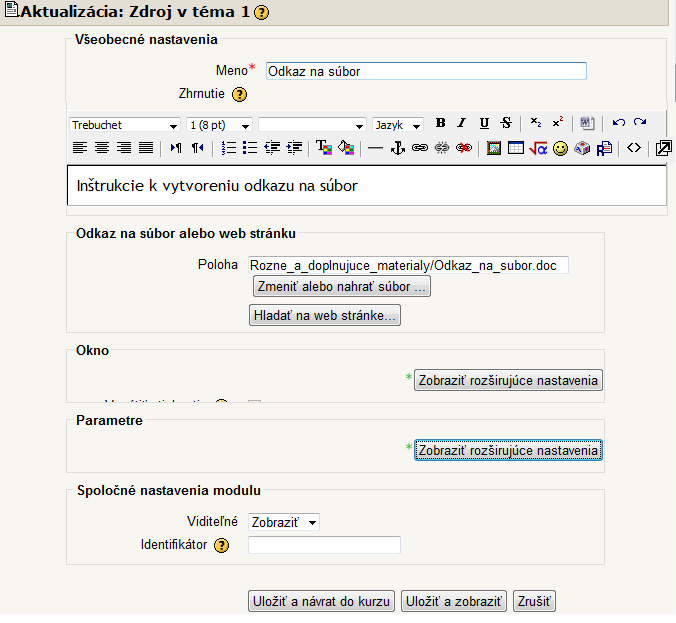 Aktualizácia: Zdroj v téma 1
Všeobecné nastavenia
Meno* Odkaz na súbor
Zhrnutie
Trebuchet 1 (8 pt) Jazyk B I U S
Inštrukcie k vytvoreniu odkazu na súbor
Odkaz na súbor alebo web stránku
Poloha Rozne_a_doplnujuce_materialy/Odkaz_na_subor.doc
Zmeniť alebo nahrať súbor ...
Hladať na web stránke...
Okno
* Zobraziť rozširujúce nastavenia
Parametre
* Zobraziť rozširujúce nastavenia
Spoločné nastavenia modulu
Viditeľné Zobraziť
Identifikátor
Uložiť a návrat do kurzu Uložiť a zobraziť Zrušiť